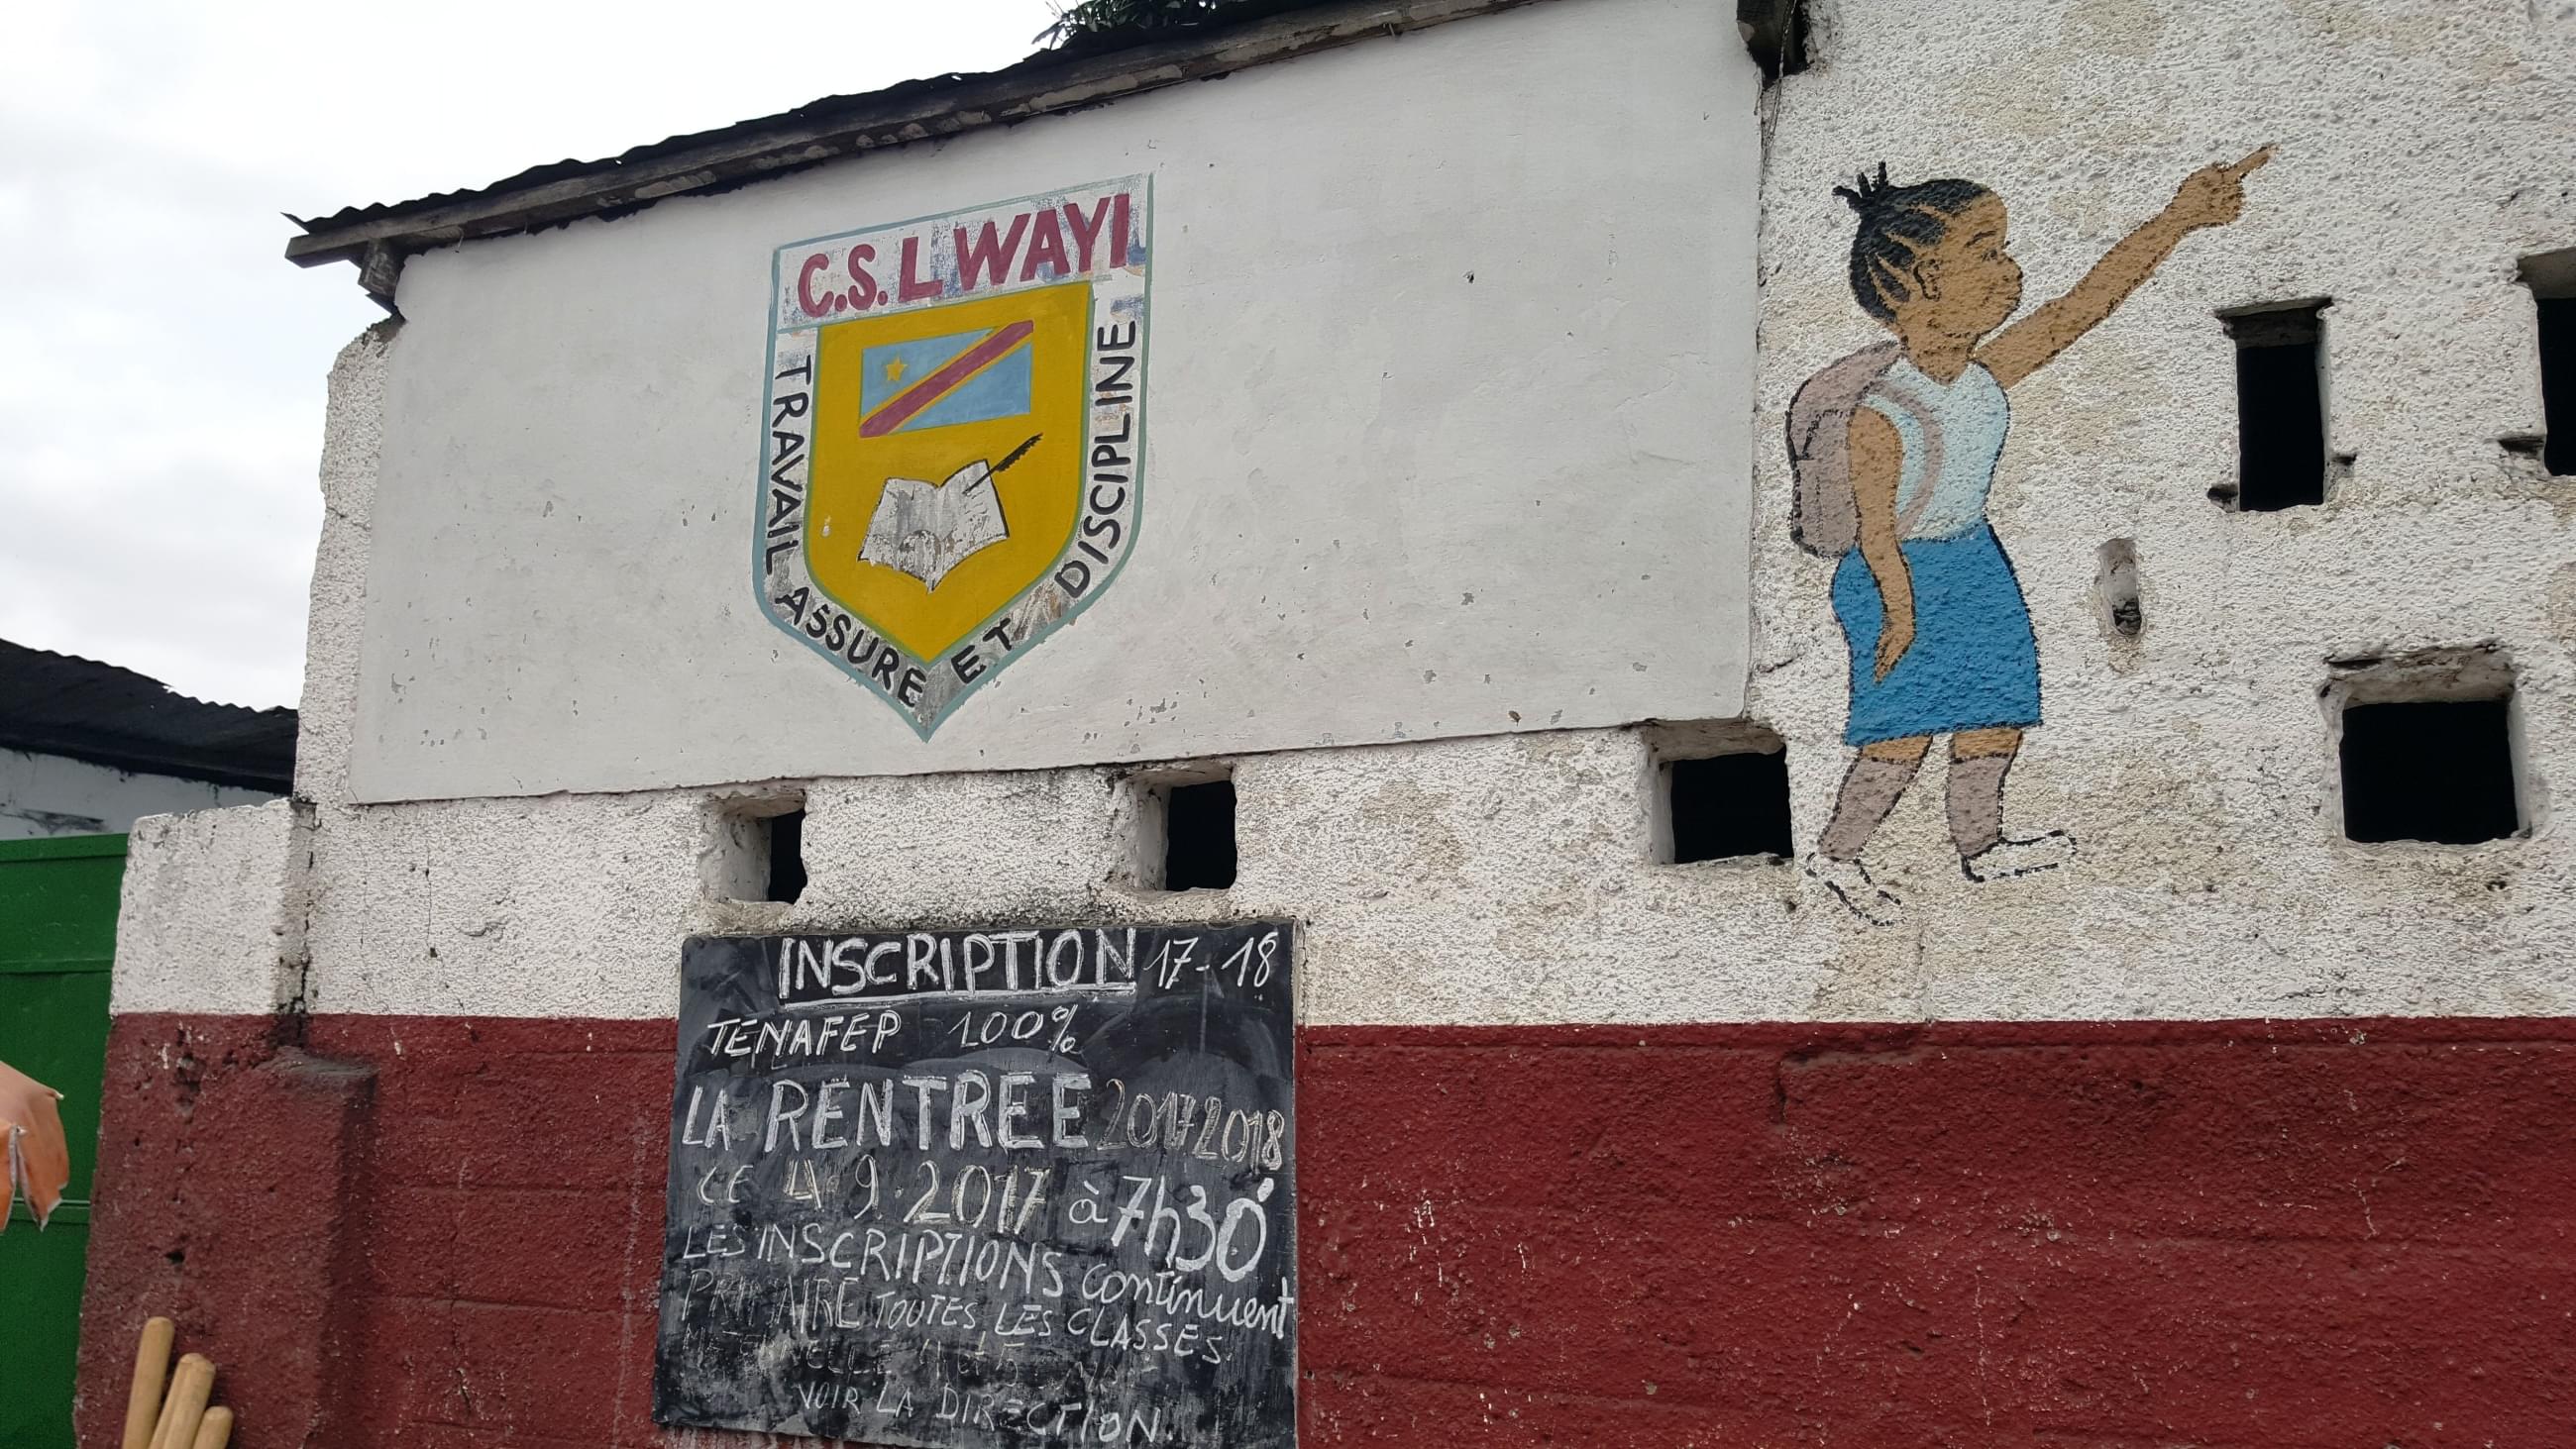 C.S. LWAYI
TRAVAIL ASSURE ET DISCIPLINE
INSCRIPTION 17-18
TENAFEP 100%
LA RENTREE 2017 2018
CE 4 9.2017 à 7h30'
LES INSCRIPTIONS continuent
PRIMAIRE TOUTES LES CLASSES
VOIR LA DIRECTION.